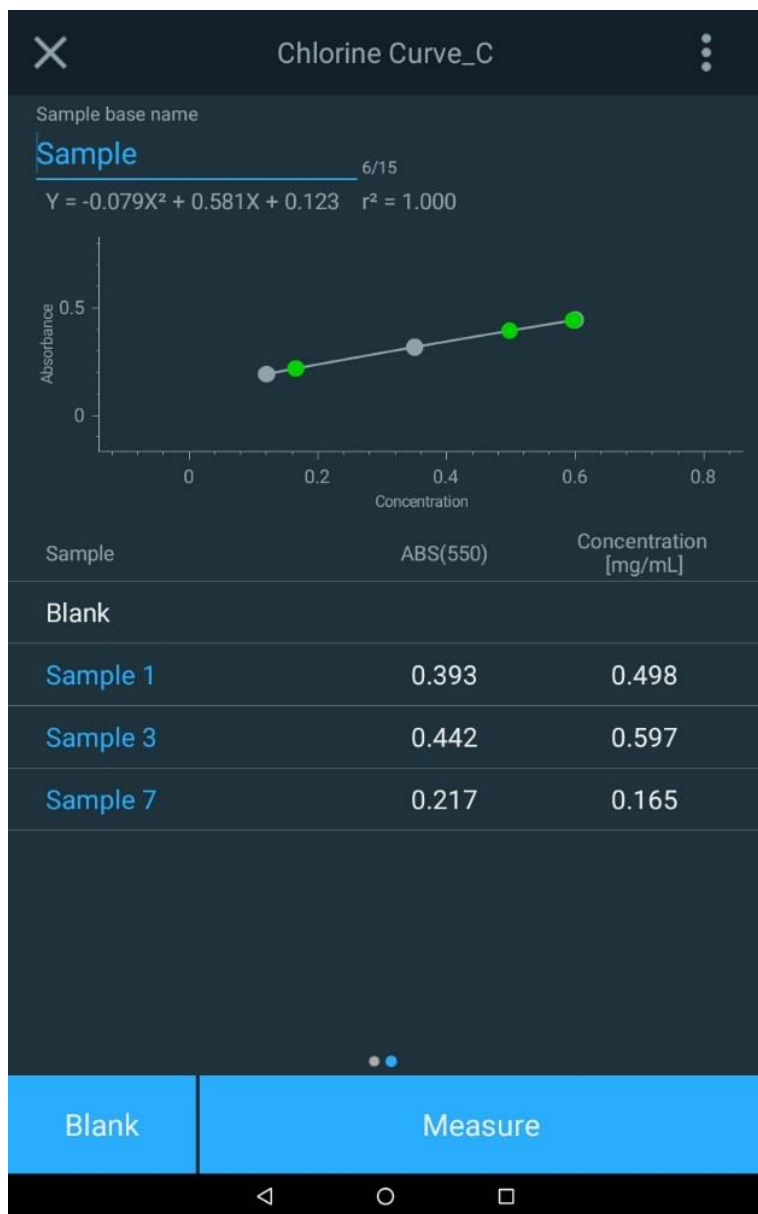 Chlorine Curve_C
Sample base name
Sample
6/15
Y = -0.079X² + 0.581X + 0.123 r² = 1.000
Absorbance
0.5
0
0 0.2 0.4 0.6 0.8
Concentration
Sample ABS(550) Concentration
[mg/mL]
Blank
Sample 1 0.393 0.498
Sample 3 0.442 0.597
Sample 7 0.217 0.165
Blank Measure